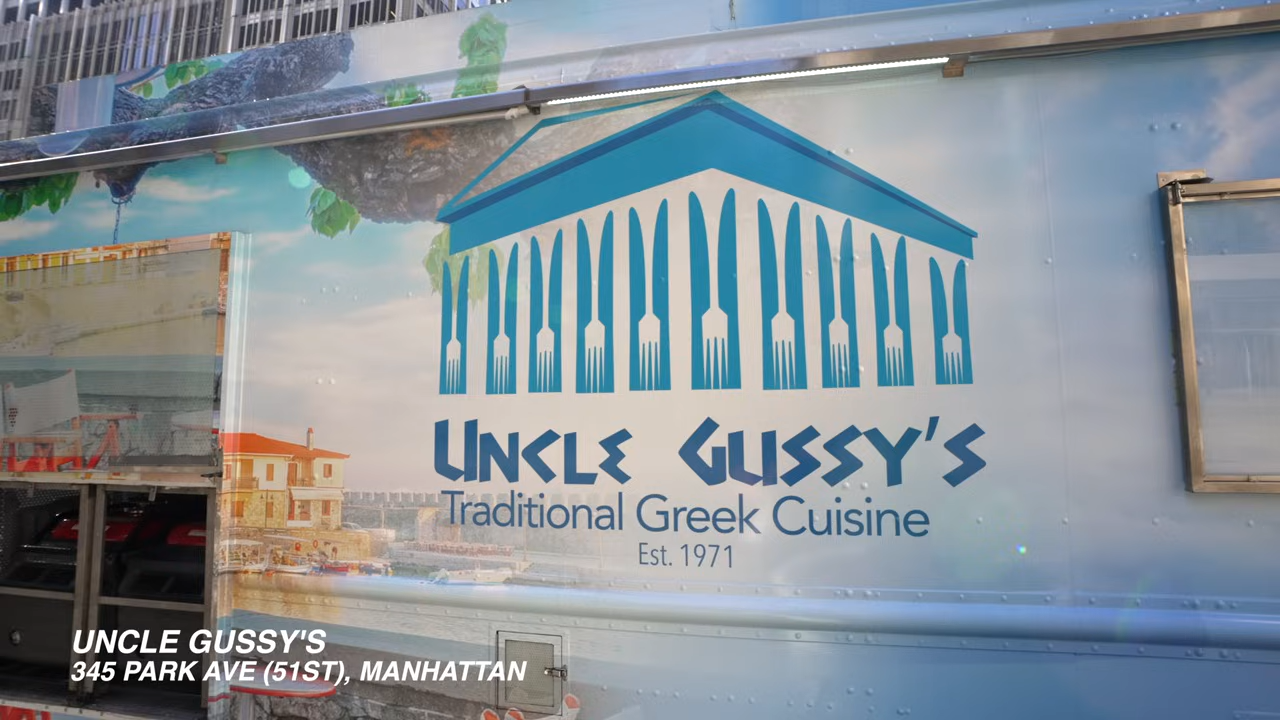 UNCLE GUSSY'S
Traditional Greek Cuisine
Est. 1971
UNCLE GUSSY'S
345 PARK AVE (51ST), MANHATTAN